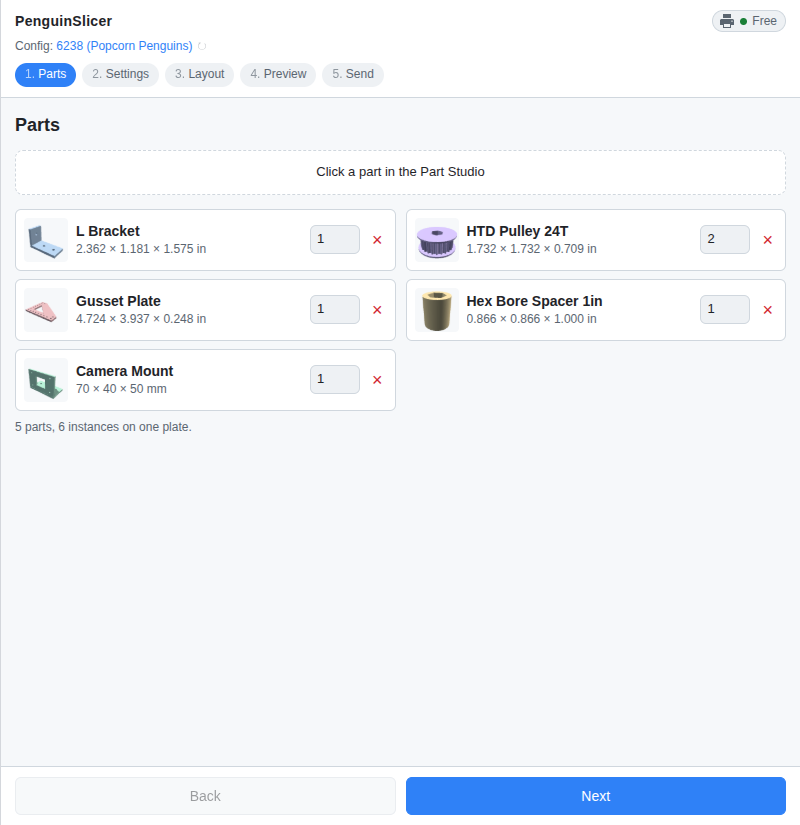 PenguinSlicer
Free
Config: 6238 (Popcorn Penguins)
1. Parts
2. Settings
3. Layout
4. Preview
5. Send
Parts
Click a part in the Part Studio
L Bracket
2.362 × 1.181 × 1.575 in
1
×
HTD Pulley 24T
1.732 × 1.732 × 0.709 in
2
×
Gusset Plate
4.724 × 3.937 × 0.248 in
1
×
Hex Bore Spacer 1in
0.866 × 0.866 × 1.000 in
1
×
Camera Mount
70 × 40 × 50 mm
1
×
5 parts, 6 instances on one plate.
Back
Next